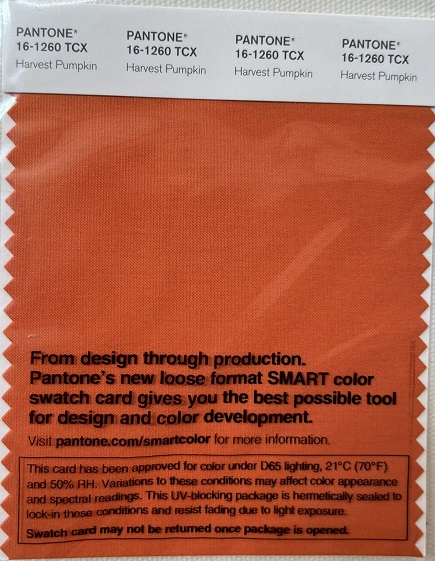 PANTONE®
16-1260 TCX
Harvest Pumpkin
PANTONE®
16-1260 TCX
Harvest Pumpkin
PANTONE®
16-1260 TCX
Harvest Pumpkin
PANTONE®
16-1260 TCX
Harvest Pumpkin
From design through production.
Pantone's new loose format SMART color
swatch card gives you the best possible tool
for design and color development.
Visit pantone.com/smartcolor for more information.
This card has been approved for color under D65 lighting, 21°C (70°F)
and 50% RH. Variations to these conditions may affect color appearance
and spectral readings. This UV-blocking package is hermetically sealed to
lock-in these conditions and resist fading due to light exposure.
Swatch card may not be returned once package is opened.